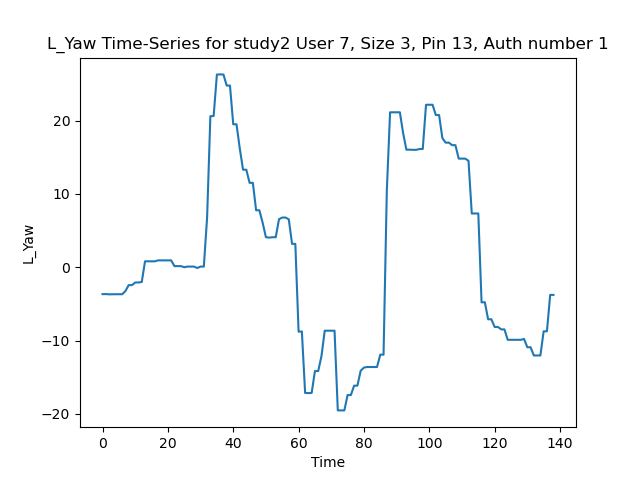 L_Yaw Time-Series for study2 User 7, Size 3, Pin 13, Auth number 1
20
10
0
−10
−20
L_Yaw
0 20 40 60 80 100 120 140
Time